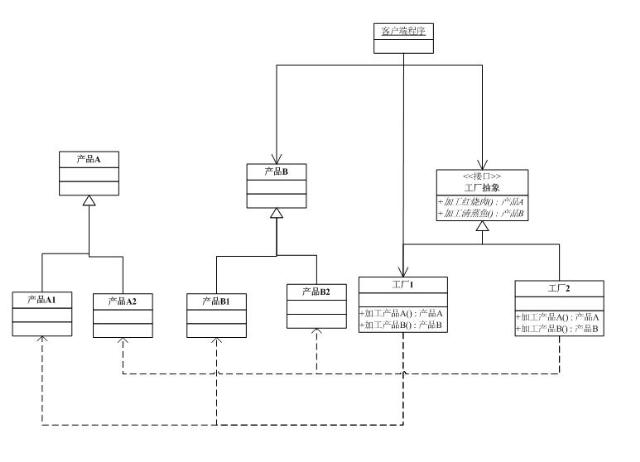 客户端程序
产品A
产品B
<<接口>>
工厂抽象
+加工红烧肉() : 产品A
+加工清蒸鱼() : 产品B
产品A1
产品A2
产品B1
产品B2
工厂1
+加工产品A() : 产品A
+加工产品B() : 产品B
工厂2
+加工产品A() : 产品A
+加工产品B() : 产品B